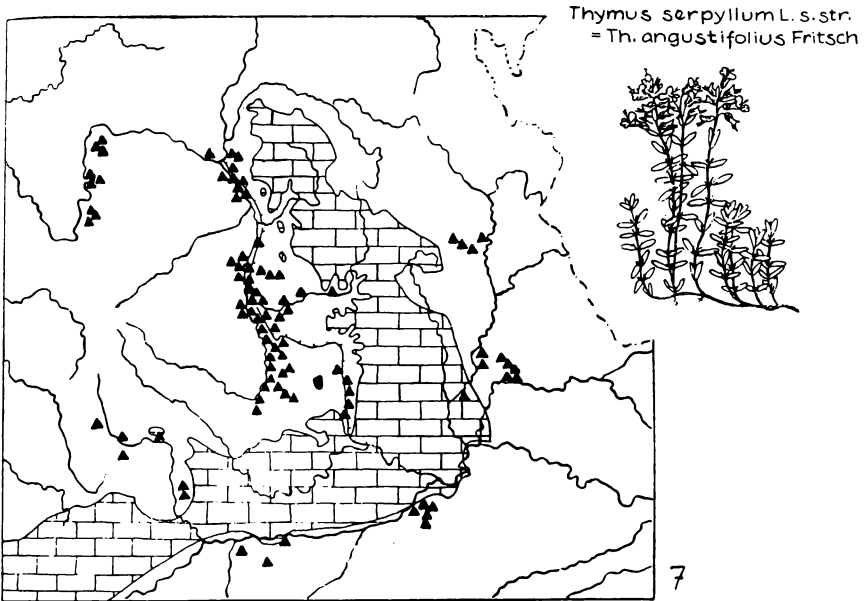 Thymus serpyllum L. s. str.
= Th. angustifolius Fritsch
7